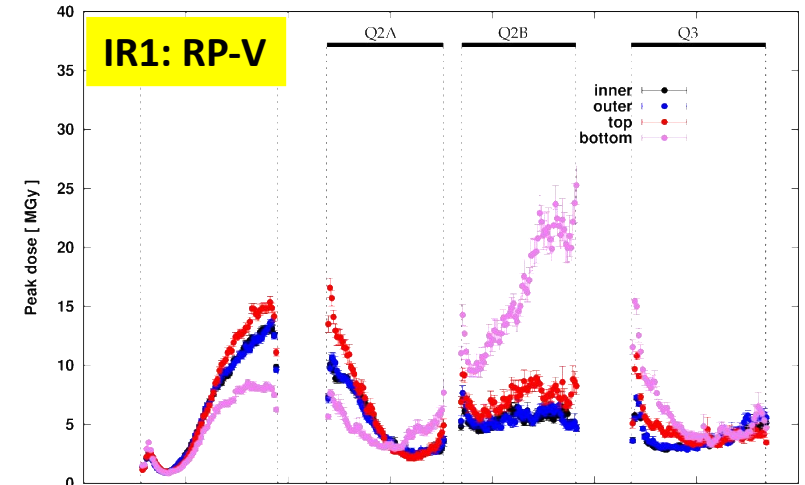 40
35
30
25
20
15
10
5
0
Peak dose [ MGy ]
IR1: RP-V
Q2A
Q2B
Q3
inner
outer
top
bottom